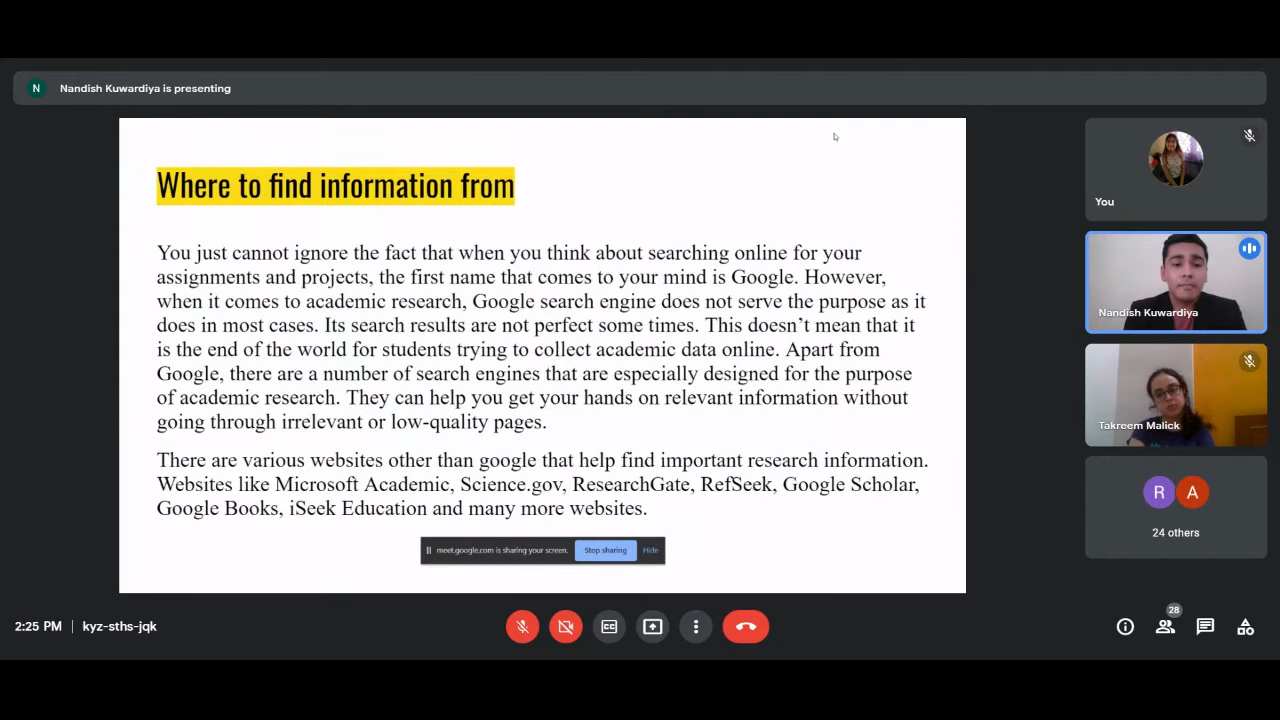 N Nandish Kuwardiya is presenting
Where to find information from
You just cannot ignore the fact that when you think about searching online for your
assignments and projects, the first name that comes to your mind is Google. However,
when it comes to academic research, Google search engine does not serve the purpose as it
does in most cases. Its search results are not perfect some times. This doesn’t mean that it
is the end of the world for students trying to collect academic data online. Apart from
Google, there are a number of search engines that are especially designed for the purpose
of academic research. They can help you get your hands on relevant information without
going through irrelevant or low-quality pages.
There are various websites other than google that help find important research information.
Websites like Microsoft Academic, Science.gov, ResearchGate, RefSeek, Google Scholar,
Google Books, iSeek Education and many more websites.
meet.google.com is sharing your screen. Stop sharing Hide
You
Nandish Kuwardiya
Takreem Malick
R A
24 others
2:25 PM | kyz-sths-jqk
CC
28